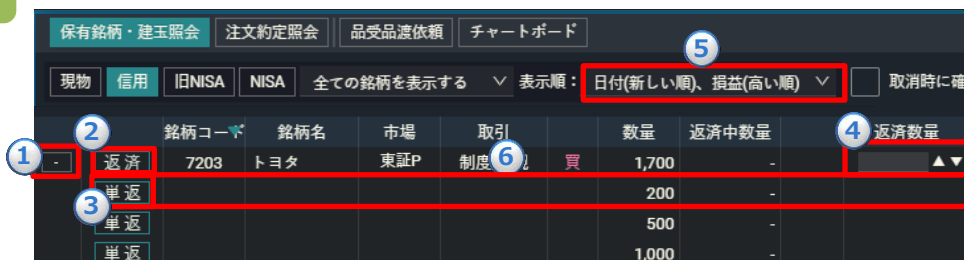 保有銘柄・建玉照会 注文約定照会 品受品渡依頼 チャートボード
5
現物 信用 旧NISA NISA 全ての銘柄を表示する 表示順： 日付(新しい順)、損益(高い順) 取消時に確
2 銘柄コード 銘柄名 市場 取引 数量 返済中数量 4 返済数量
1 - 返済 7203 トヨタ 東証P 制度 6 買 1,700 - ▲▼
3 単返 200 -
単返 500 -
単返 1,000 -